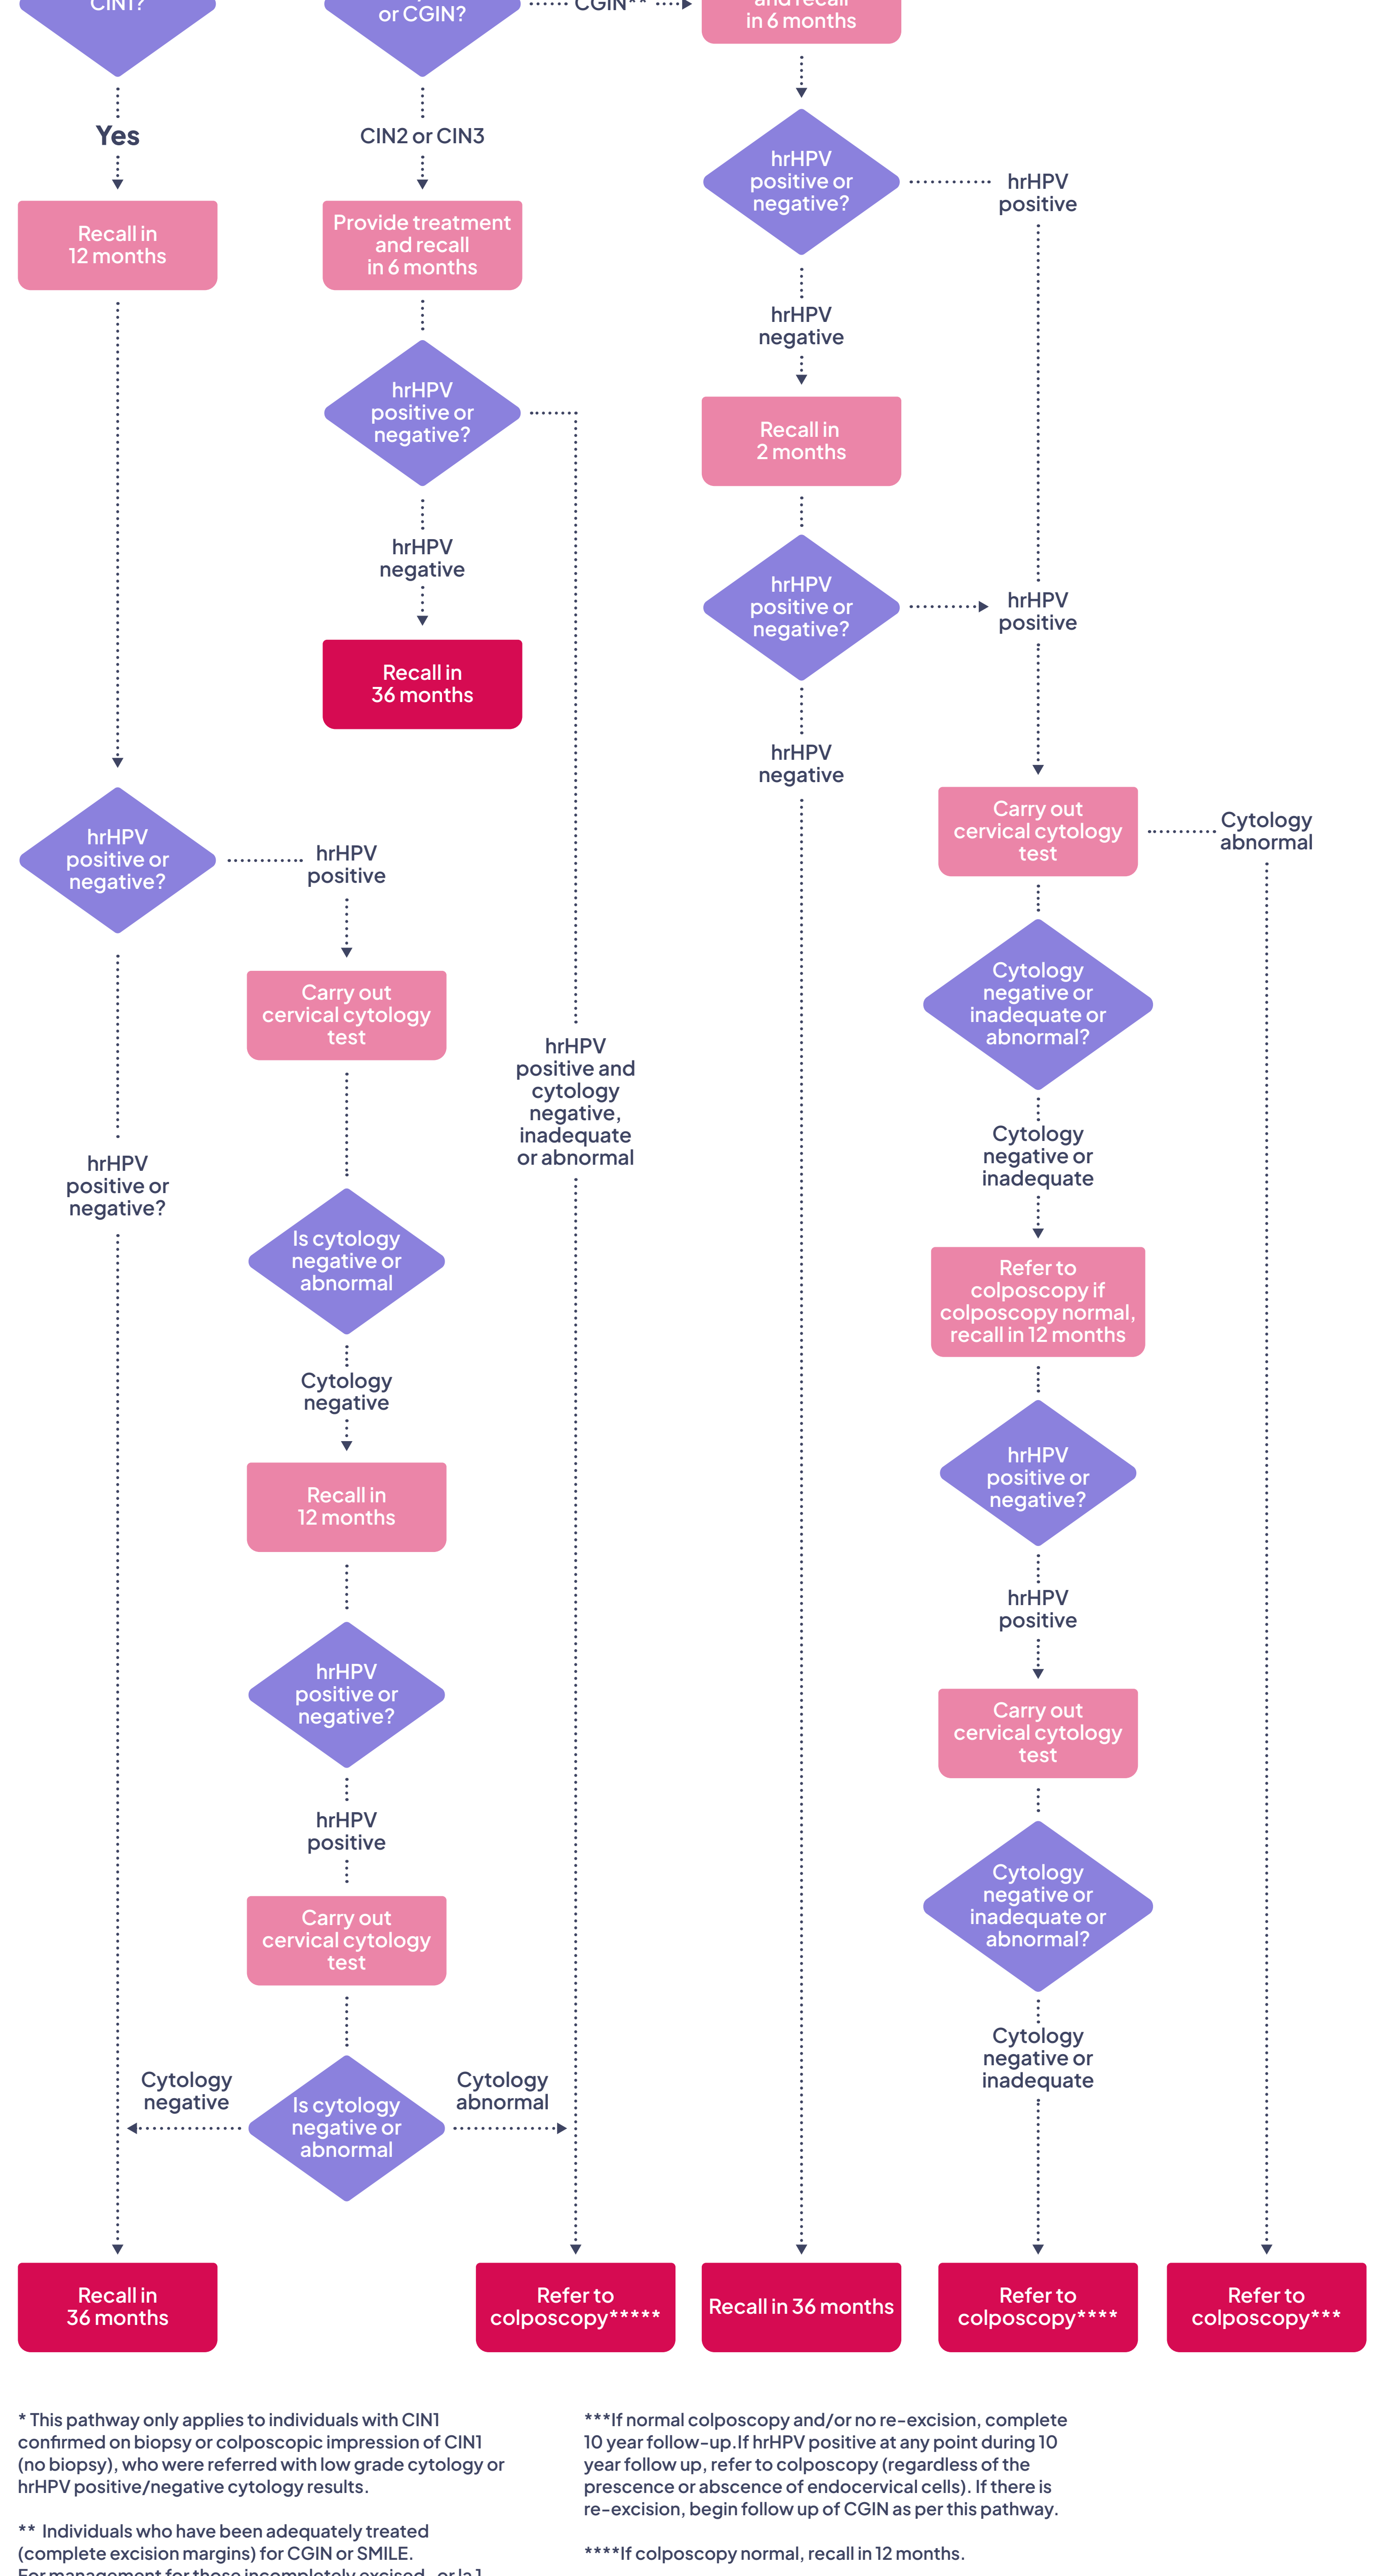 CIN1?
or CGIN?
CGIN**
and recall
in 6 months
Yes
CIN2 or CIN3
hrHPV
positive or
negative?
hrHPV
positive
Recall in
12 months
Provide treatment
and recall
in 6 months
hrHPV
negative
hrHPV
positive or
negative?
Recall in
2 months
hrHPV
negative
hrHPV
positive or
negative?
hrHPV
positive
Recall in
36 months
hrHPV
negative
hrHPV
positive or
negative?
hrHPV
positive
Carry out
cervical cytology
test
Cytology
abnormal
Carry out
cervical cytology
test
Cytology
negative or
inadequate or
abnormal?
hrHPV
positive and
cytology
negative,
inadequate
or abnormal
hrHPV
positive or
negative?
Cytology
negative or
inadequate
Is cytology
negative or
abnormal
Refer to
colposcopy if
colposcopy normal,
recall in 12 months
Cytology
negative
Recall in
12 months
hrHPV
positive or
negative?
hrHPV
positive
hrHPV
positive or
negative?
Carry out
cervical cytology
test
hrHPV
positive
Cytology
negative or
inadequate or
abnormal?
Carry out
cervical cytology
test
Cytology
negative or
inadequate
Cytology
negative
Is cytology
negative or
abnormal
Cytology
abnormal
Recall in
36 months
Refer to
colposcopy*****
Recall in 36 months
Refer to
colposcopy****
Refer to
colposcopy***
* This pathway only applies to individuals with CIN1
confirmed on biopsy or colposcopic impression of CIN1
(no biopsy), who were referred with low grade cytology or
hrHPV positive/negative cytology results.
** Individuals who have been adequately treated
(complete excision margins) for CGIN or SMILE.
For management for those incompletely excised, or Ia 1
***If normal colposcopy and/or no re-excision, complete
10 year follow-up.If hrHPV positive at any point during 10
year follow up, refer to colposcopy (regardless of the
presence or abscence of endocervical cells). If there is
re-excision, begin follow up of CGIN as per this pathway.
****If colposcopy normal, recall in 12 months.